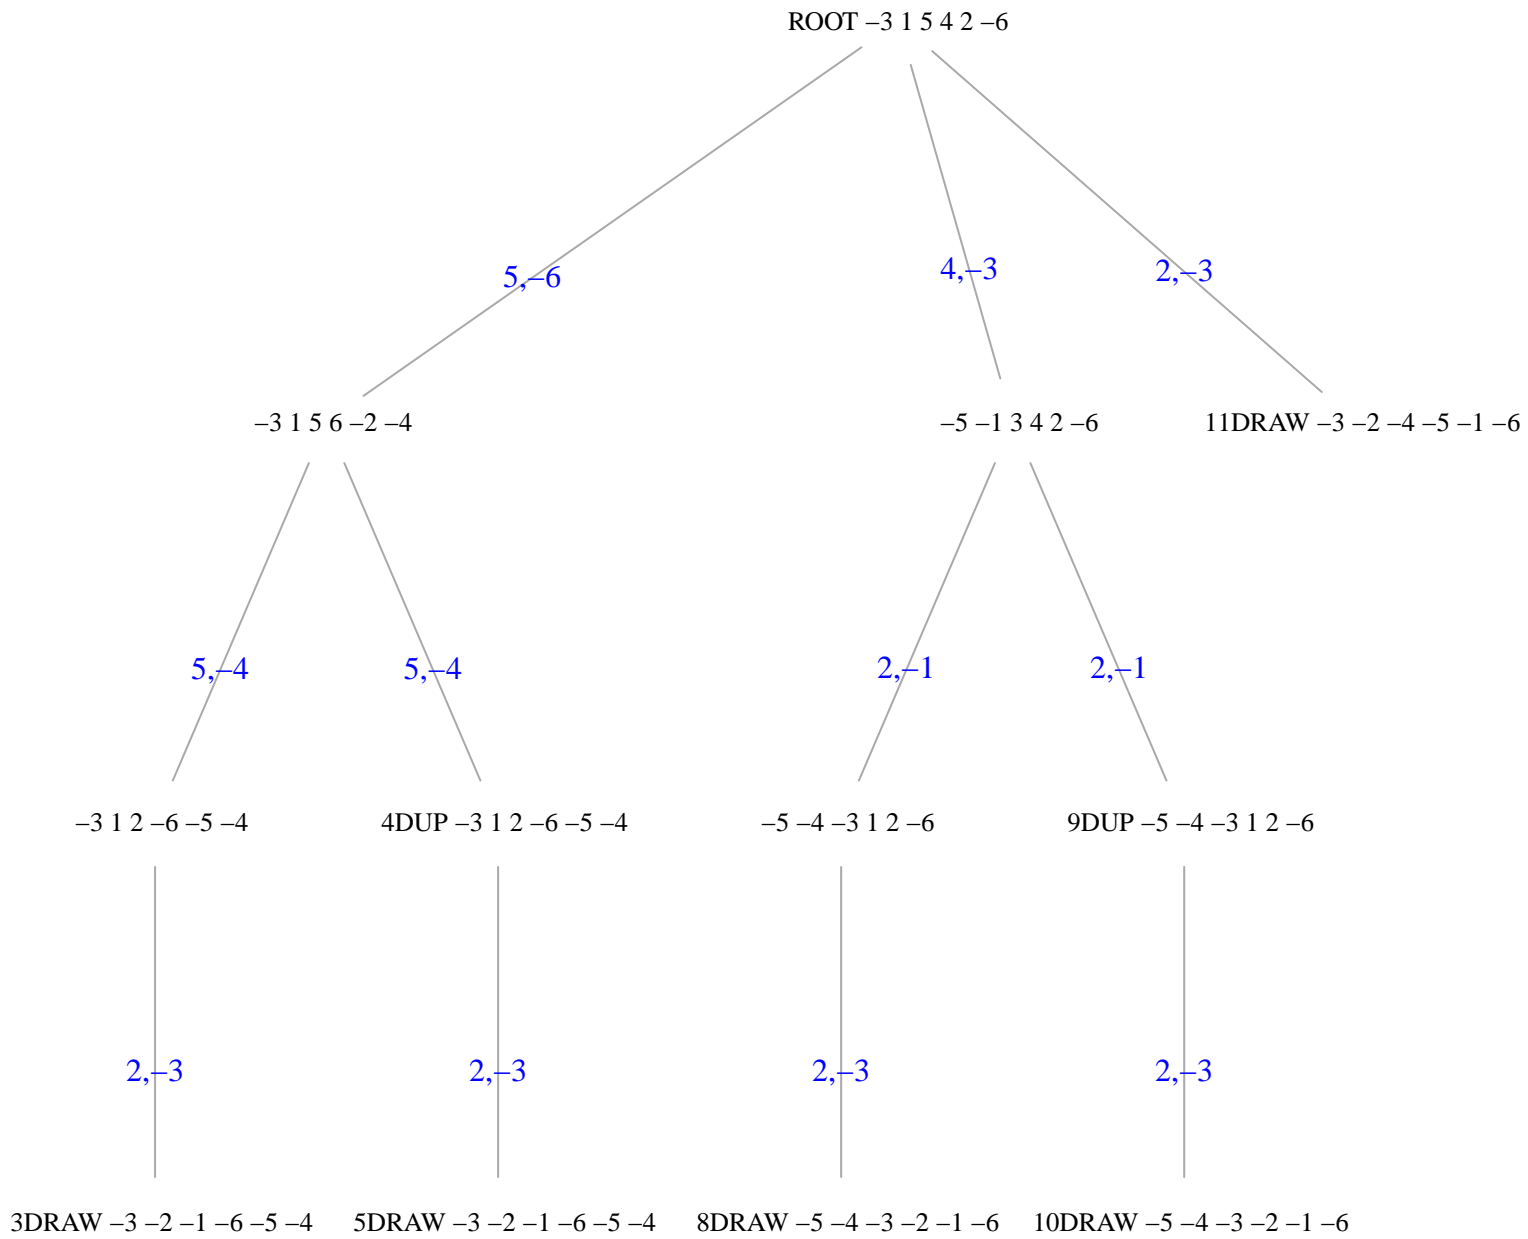 ROOT –3 1 5 4 2 –6
5,–6
4,–3
2,–3
–3 1 5 6 –2 –4
–5 –1 3 4 2 –6
11DRAW –3 –2 –4 –5 –1 –6
5,–4
5,–4
2,–1
2,–1
–3 1 2 –6 –5 –4
4DUP –3 1 2 –6 –5 –4
–5 –4 –3 1 2 –6
9DUP –5 –4 –3 1 2 –6
2,–3
2,–3
2,–3
2,–3
3DRAW –3 –2 –1 –6 –5 –4
5DRAW –3 –2 –1 –6 –5 –4
8DRAW –5 –4 –3 –2 –1 –6
10DRAW –5 –4 –3 –2 –1 –6